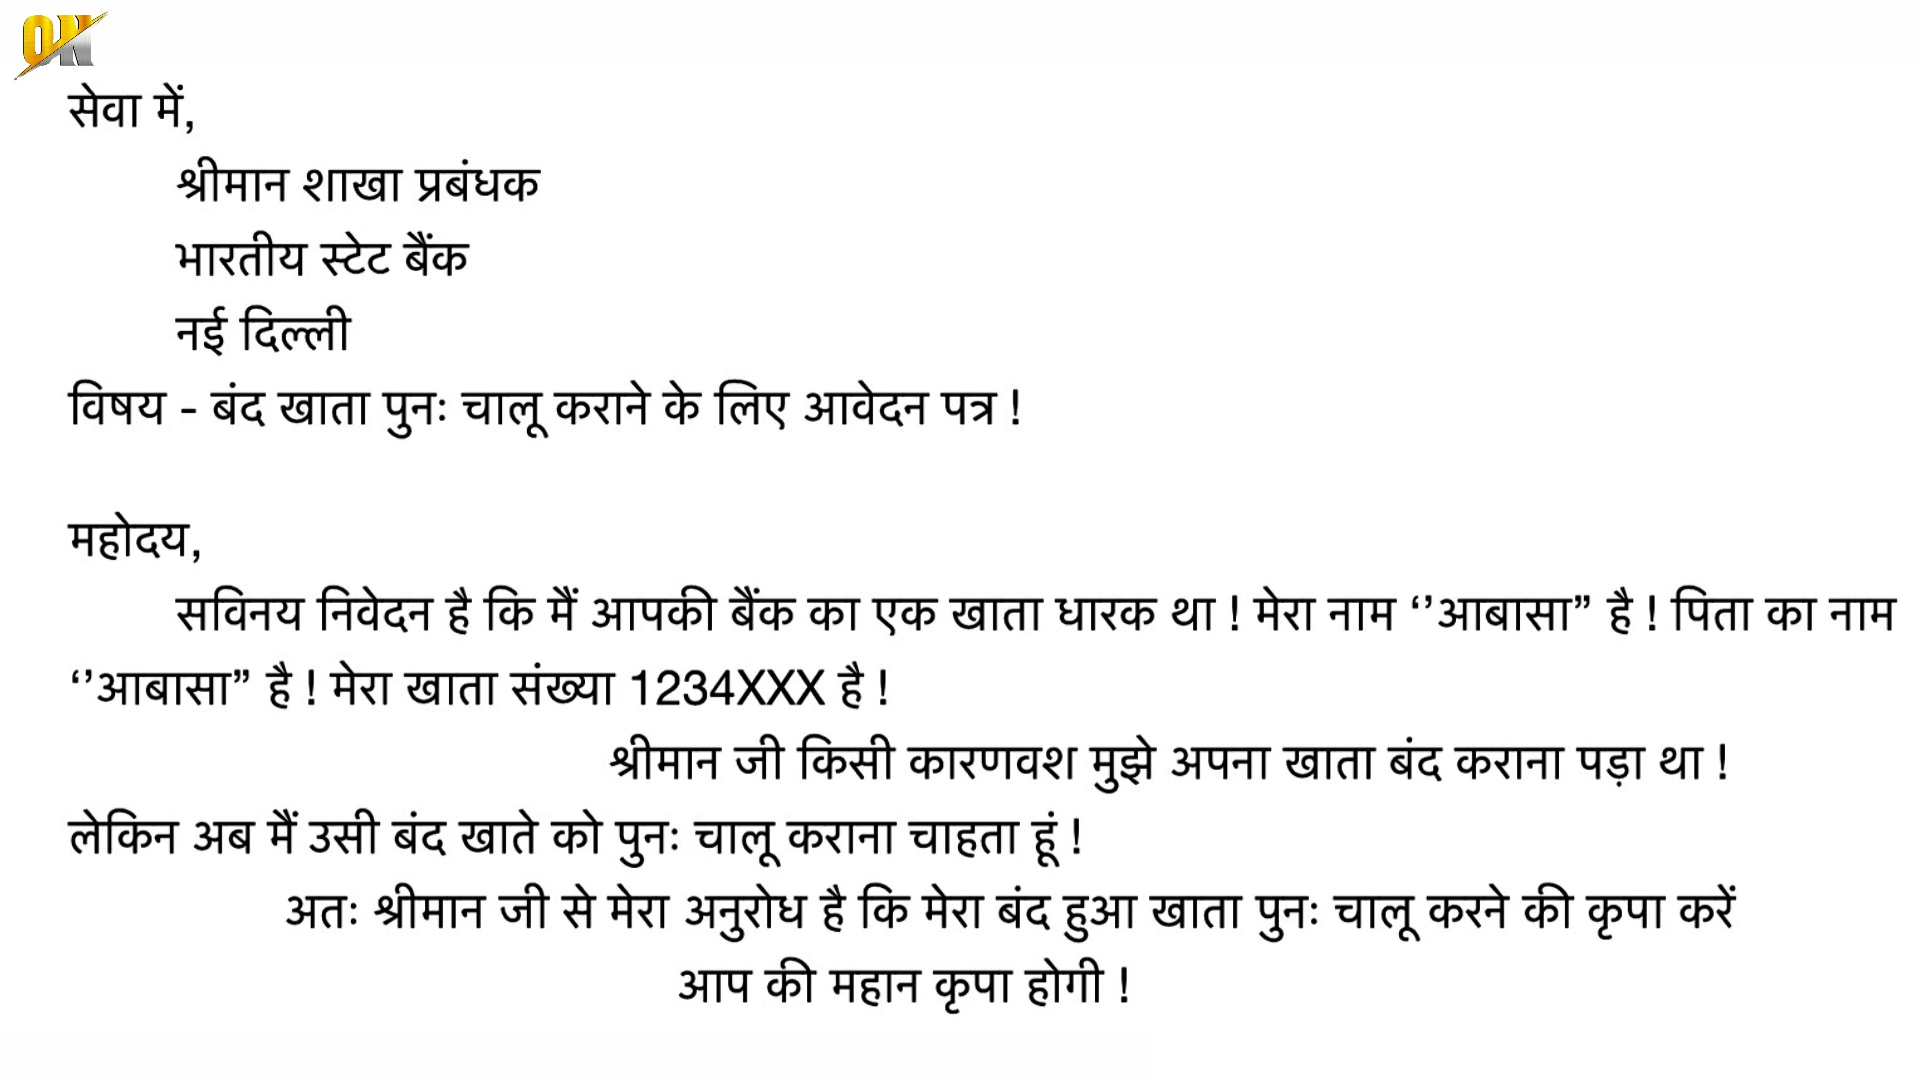 ON
सेवा में,
श्रीमान शाखा प्रबंधक
भारतीय स्टेट बैंक
नई दिल्ली
विषय - बंद खाता पुनः चालू कराने के लिए आवेदन पत्र !
महोदय,
सविनय निवेदन है कि मैं आपकी बैंक का एक खाता धारक था ! मेरा नाम ‘’आबासा” है ! पिता का नाम
‘’आबासा” है ! मेरा खाता संख्या 1234XXX है !
श्रीमान जी किसी कारणवश मुझे अपना खाता बंद कराना पड़ा था !
लेकिन अब मैं उसी बंद खाते को पुनः चालू कराना चाहता हूं !
अतः श्रीमान जी से मेरा अनुरोध है कि मेरा बंद हुआ खाता पुनः चालू करने की कृपा करें
आप की महान कृपा होगी !